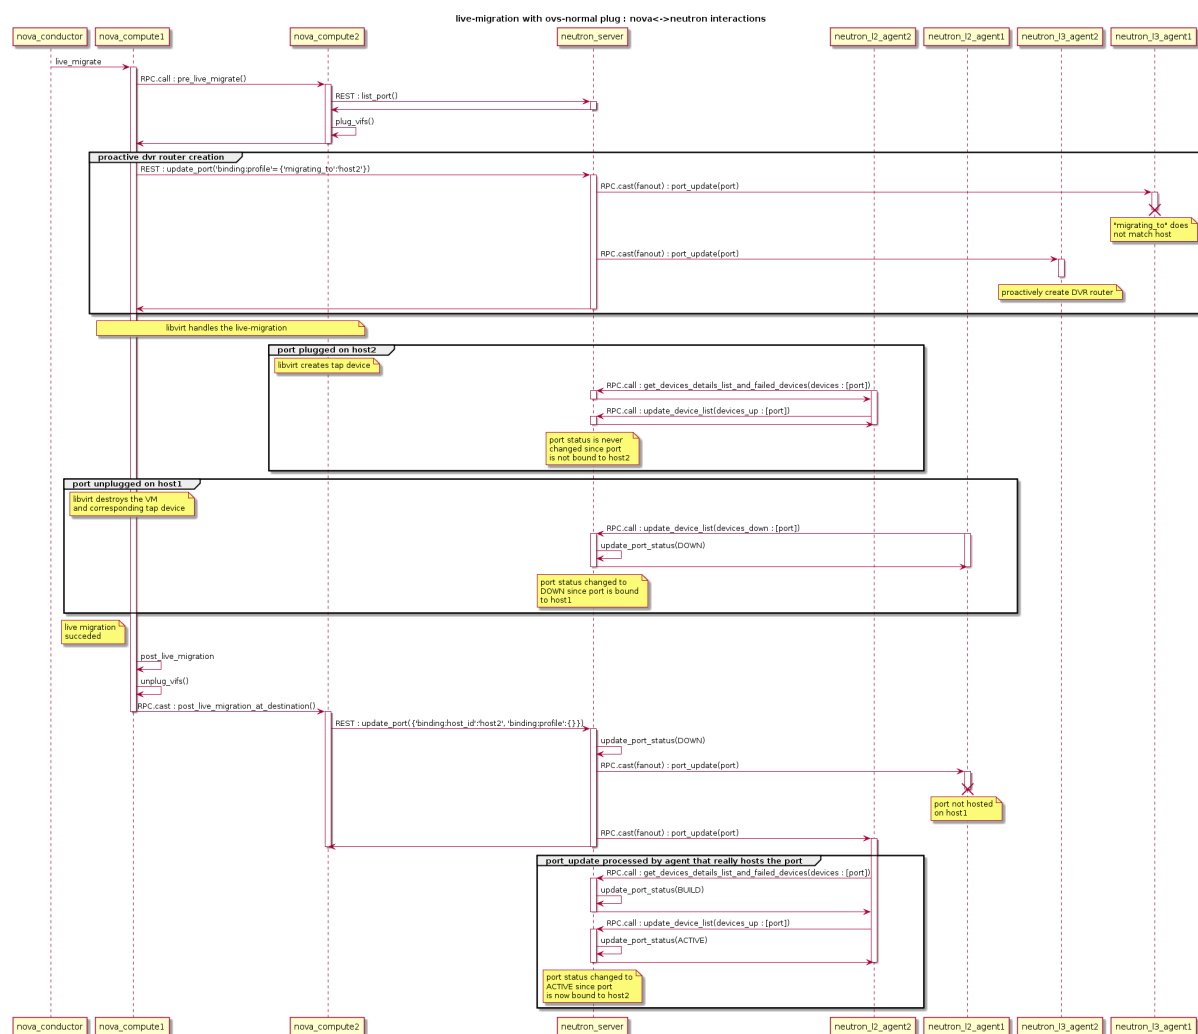 live-migration with ovs-normal plug : nova<->neutron interactions
nova_conductor
nova_compute1
nova_compute2
neutron_server
neutron_l2_agent2
neutron_l2_agent1
neutron_l3_agent2
neutron_l3_agent1
live_migrate
RPC.call : pre_live_migrate()
REST : list_port()
plug_vifs()
proactive dvr router creation
REST : update_port('binding:profile'= {'migrating_to':'host2'})
RPC.cast(fanout) : port_update(port)
"migrating_to" does
not match host
RPC.cast(fanout) : port_update(port)
proactively create DVR router
libvirt handles the live-migration
port plugged on host2
libvirt creates tap device
RPC.call : get_devices_details_list_and_failed_devices(devices : [port])
RPC.call : update_device_list(devices_up : [port])
port status is never
changed since port
is not bound to host2
port unplugged on host1
libvirt destroys the VM
and corresponding tap device
RPC.call : update_device_list(devices_down : [port])
update_port_status(DOWN)
port status changed to
DOWN since port is bound
to host1
live migration
succeded
post_live_migration
unplug_vifs()
RPC.cast : post_live_migration_at_destination()
REST : update_port({'binding:host_id':'host2', 'binding:profile':{}})
update_port_status(DOWN)
RPC.cast(fanout) : port_update(port)
port not hosted
on host1
RPC.cast(fanout) : port_update(port)
port_update processed by agent that really hosts the port
RPC.call : get_devices_details_list_and_failed_devices(devices : [port])
update_port_status(BUILD)
RPC.call : update_device_list(devices_up : [port])
update_port_status(ACTIVE)
port status changed to
ACTIVE since port
is now bound to host2
nova_conductor
nova_compute1
nova_compute2
neutron_server
neutron_l2_agent2
neutron_l2_agent1
neutron_l3_agent2
neutron_l3_agent1